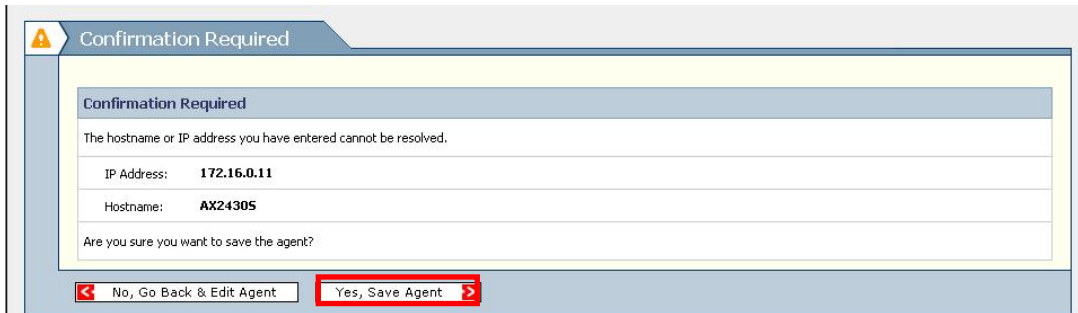 Confirmation Required
Confirmation Required
The hostname or IP address you have entered cannot be resolved.
IP Address: 172.16.0.11
Hostname: AX2430S
Are you sure you want to save the agent?
No, Go Back & Edit Agent Yes, Save Agent